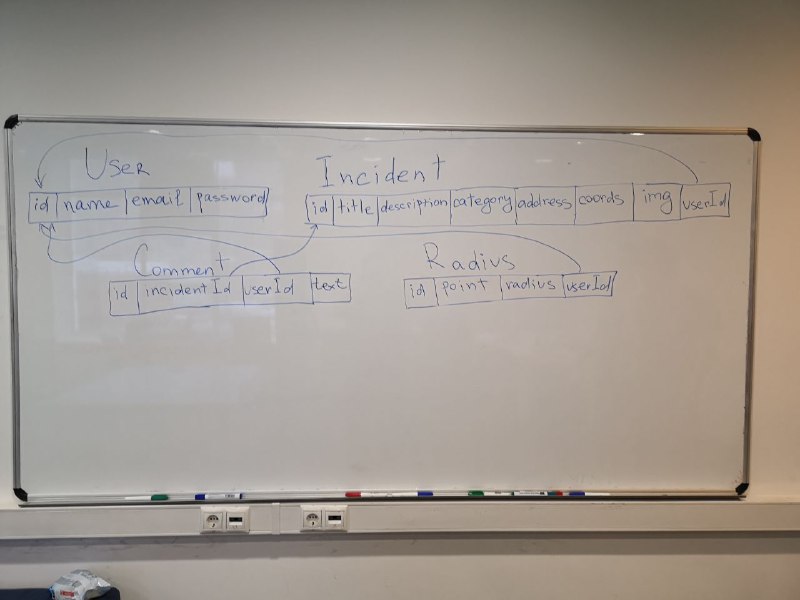 User
id name email password
Incident
id title description category address coords img userId
Comment
id incidentId userId text
Radius
id point radius userId